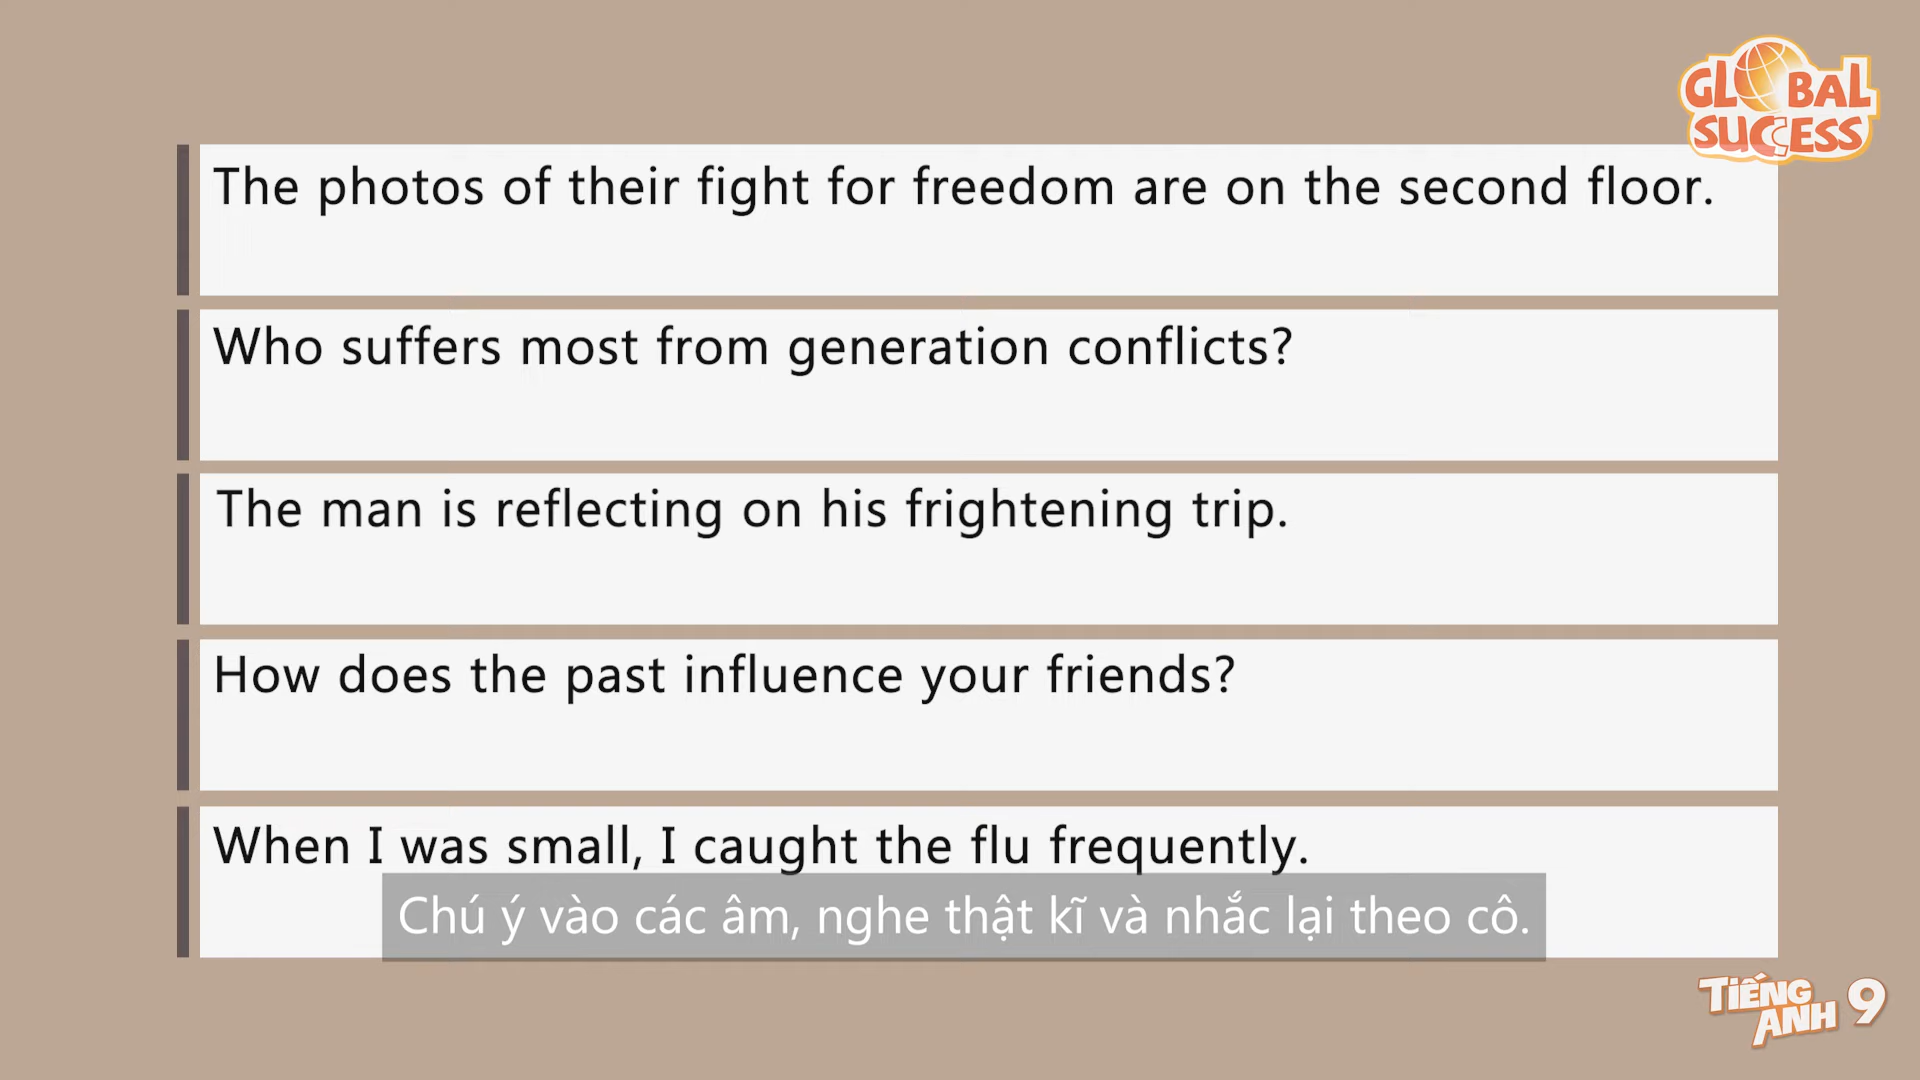 GLOBAL
SUCCESS
The photos of their fight for freedom are on the second floor.
Who suffers most from generation conflicts?
The man is reflecting on his frightening trip.
How does the past influence your friends?
When I was small, I caught the flu frequently.
Chú ý vào các âm, nghe thật kĩ và nhắc lại theo cô.
TIẾNG
ANH 9